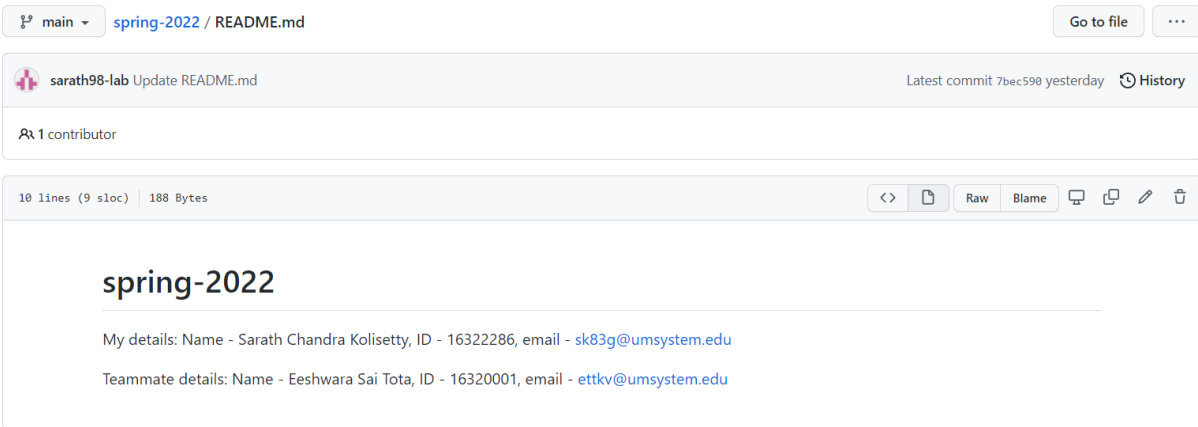 main spring-2022 / README.md Go to file ...
sarath98-lab Update README.md Latest commit 7bec590 yesterday History
1 contributor
10 lines (9 sloc) 188 Bytes <> Raw Blame
spring-2022
My details: Name - Sarath Chandra Kolisetty, ID - 16322286, email - sk83g@umsystem.edu
Teammate details: Name - Eeshwara Sai Tota, ID - 16320001, email - ettkv@umsystem.edu